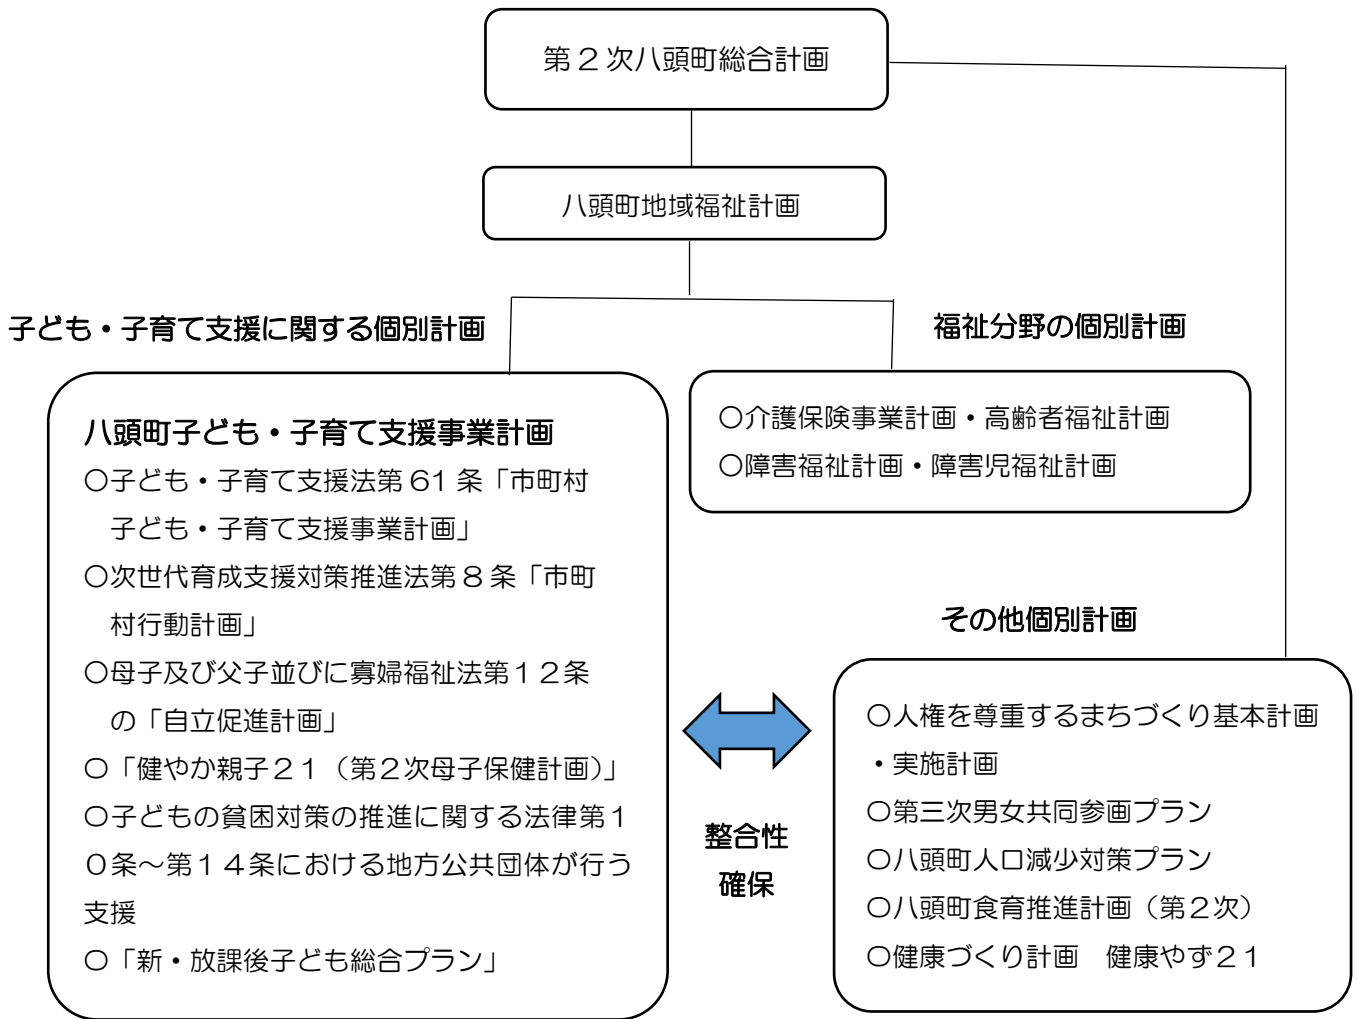 第２次八頭町総合計画
八頭町地域福祉計画
子ども・子育て支援に関する個別計画
八頭町子ども・子育て支援事業計画
○子ども・子育て支援法第 61 条「市町村
子ども・子育て支援事業計画」
○次世代育成支援対策推進法第８条「市町
村行動計画」
○母子及び父子並びに寡婦福祉法第１２条
の「自立促進計画」
○「健やか親子２１（第２次母子保健計画）」
○子どもの貧困対策の推進に関する法律第１
０条～第１４条における地方公共団体が行う
支援
○「新・放課後子ども総合プラン」
福祉分野の個別計画
○介護保険事業計画・高齢者福祉計画
○障害福祉計画・障害児福祉計画
整合性
確保
その他個別計画
○人権を尊重するまちづくり基本計画
・実施計画
○第三次男女共同参画プラン
○八頭町人口減少対策プラン
○八頭町食育推進計画（第２次）
○健康づくり計画　健康やず２１